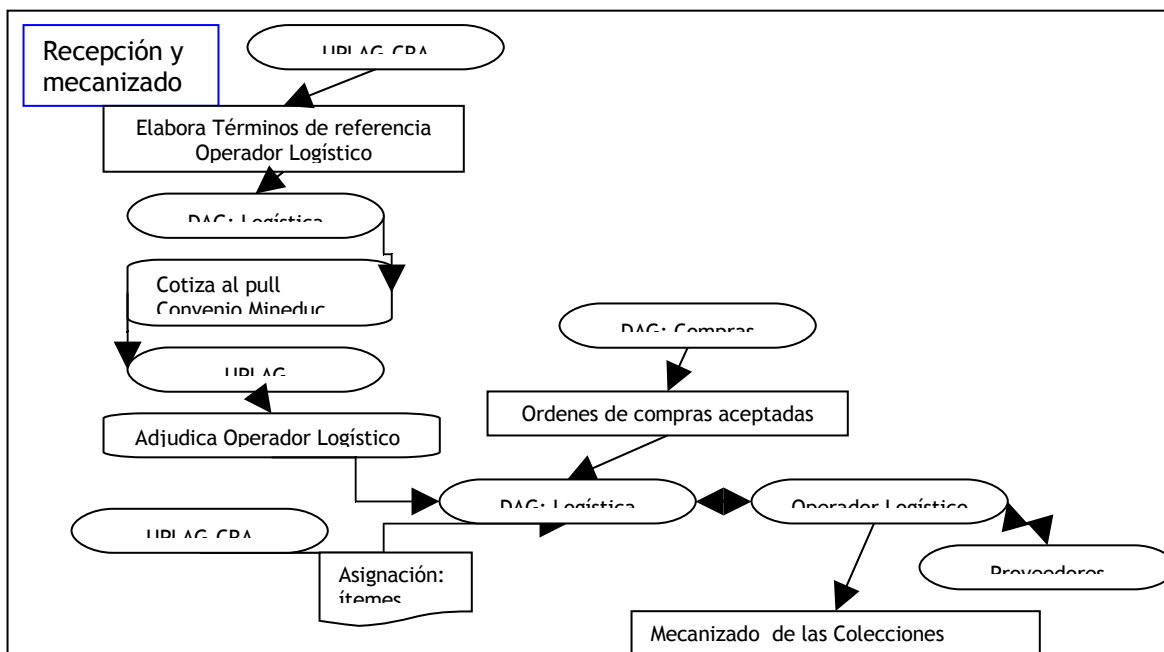 Recepción y
mecanizado
UPLAG-CRA
Elabora Términos de referencia
Operador Logístico
DAG: Logística
Cotiza al pull
Convenio Mineduc
DAG: Compras
UPLAG
Ordenes de compras aceptadas
Adjudica Operador Logístico
DAG: Logística
Operador Logístico
UPLAG-CRA
Asignación:
ítemes
Proveedores
Mecanizado de las Colecciones